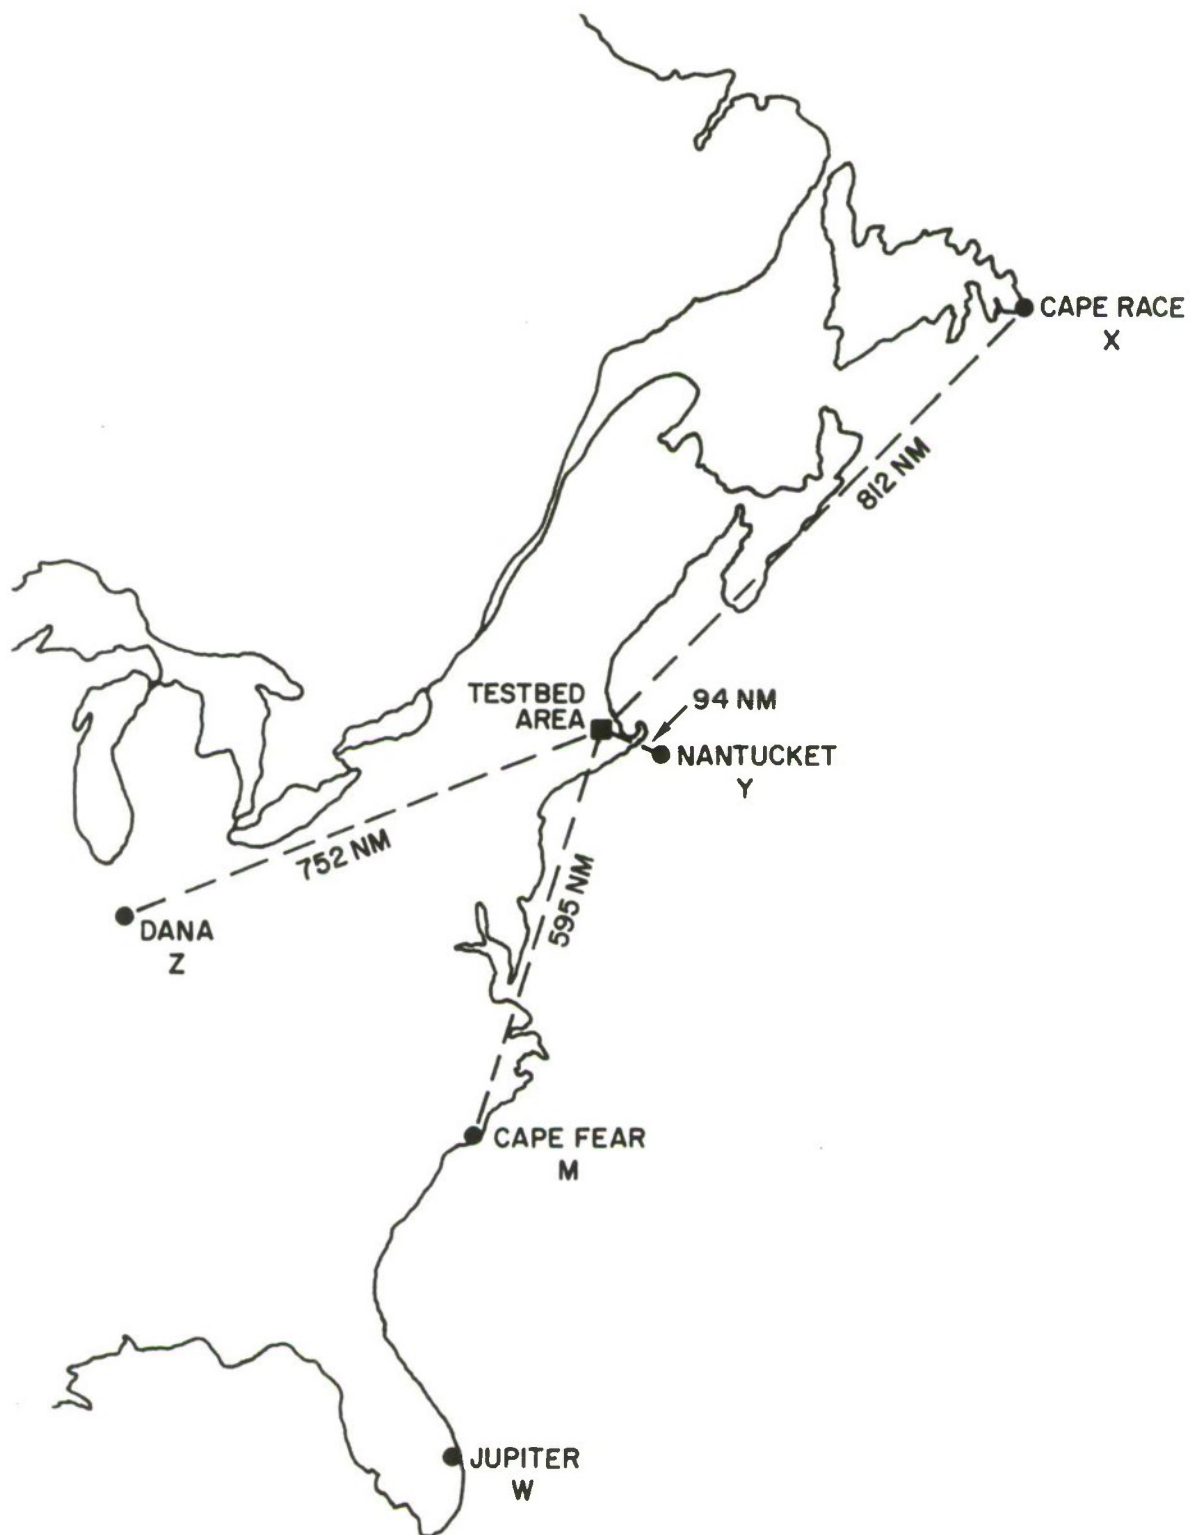 CAPE RACE
X
812 NM
TESTBED
AREA
94 NM
NANTUCKET
Y
752 NM
595 NM
DANA
Z
CAPE FEAR
M
JUPITER
W